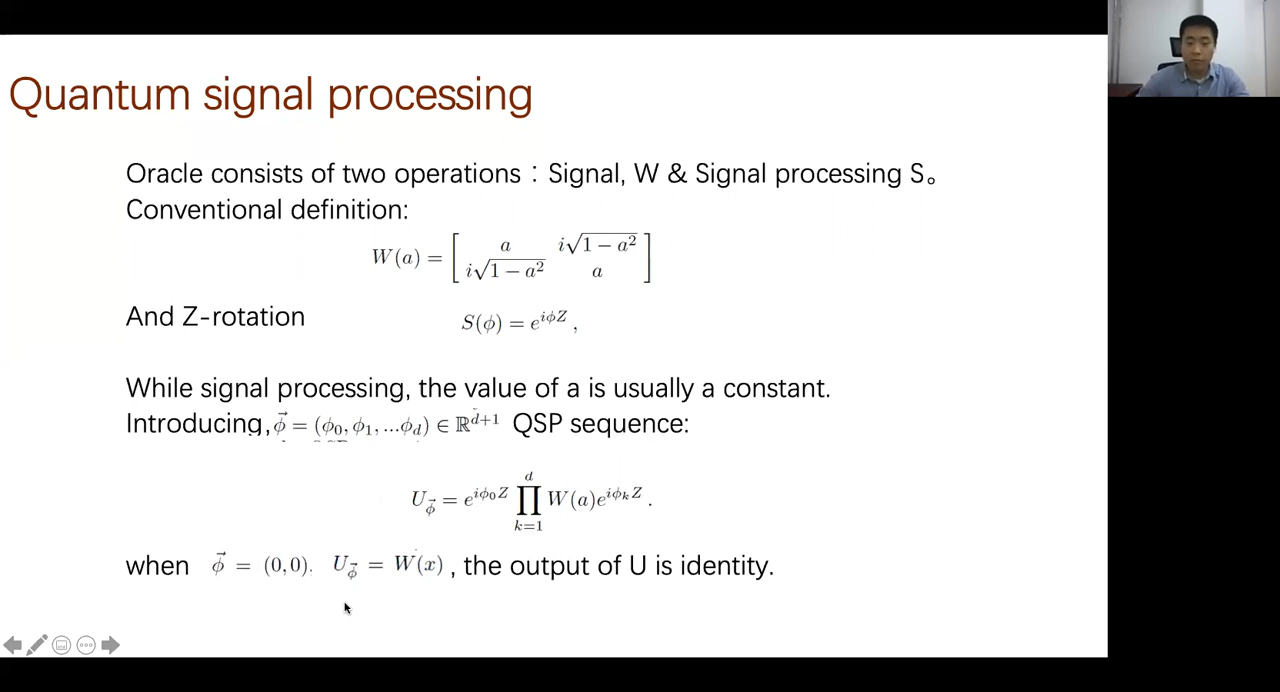 Quantum signal processing
Oracle consists of two operations：Signal, W & Signal processing S。
Conventional definition:
W(a) = [ a i√1 − a² ; i√1 − a² a ]
And Z-rotation S(ϕ) = e^{iϕZ} ,
While signal processing, the value of a is usually a constant.
Introducing, ϕ⃗ = (ϕ₀, ϕ₁, ...ϕ_d) ∈ ℝ^{d+1} QSP sequence:
U_ϕ⃗ = e^{iϕ₀Z} ∏_{k=1}^{d} W(a)e^{iϕ_kZ} .
when ϕ⃗ = (0,0). U_ϕ⃗ = W(x) , the output of U is identity.